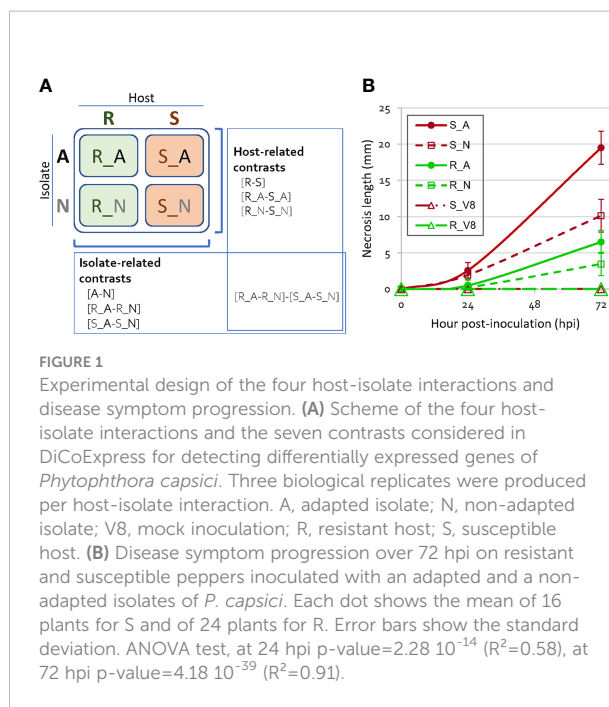 A
Host
R S
Isolate
A R_A S_A
N R_N S_N
Host-related
contrasts
[R-S]
[R_A-S_A]
[R_N-S_N]
Isolate-related
contrasts
[A-N]
[R_A-R_N]
[S_A-S_N]
[R_A-R_N]-[S_A-S_N]
B
Necrosis length (mm)
25
20
15
10
5
0
S_A
S_N
R_A
R_N
S_V8
R_V8
0 24 48 72
Hour post-inoculation (hpi)
FIGURE 1
Experimental design of the four host-isolate interactions and
disease symptom progression. (A) Scheme of the four host-
isolate interactions and the seven contrasts considered in
DiCoExpress for detecting differentially expressed genes of
Phytophthora capsici. Three biological replicates were produced
per host-isolate interaction. A, adapted isolate; N, non-adapted
isolate; V8, mock inoculation; R, resistant host; S, susceptible
host. (B) Disease symptom progression over 72 hpi on resistant
and susceptible peppers inoculated with an adapted and a non-
adapted isolates of P. capsici. Each dot shows the mean of 16
plants for S and of 24 plants for R. Error bars show the standard
deviation. ANOVA test, at 24 hpi p-value=2.28 10⁻¹⁴ (R²=0.58), at
72 hpi p-value=4.18 10⁻³⁹ (R²=0.91).